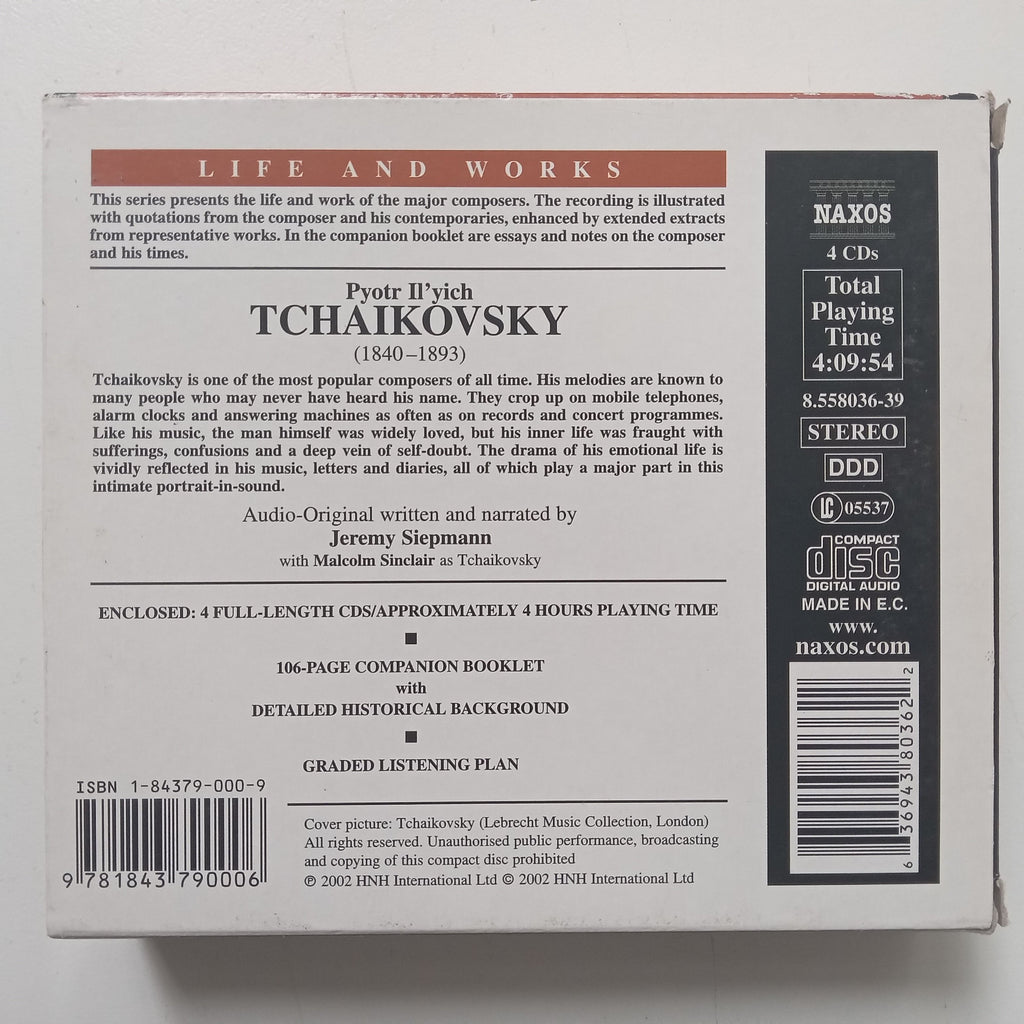 LIFE AND WORKS
This series presents the life and work of the major composers. The recording is illustrated
with quotations from the composer and his contemporaries, enhanced by extended extracts
from representative works. In the companion booklet are essays and notes on the composer
and his times.
Pyotr Il'yich
TCHAIKOVSKY
(1840–1893)
Tchaikovsky is one of the most popular composers of all time. His melodies are known to
many people who may never have heard his name. They crop up on mobile telephones,
alarm clocks and answering machines as often as on records and concert programmes.
Like his music, the man himself was widely loved, but his inner life was fraught with
sufferings, confusions and a deep vein of self-doubt. The drama of his emotional life is
vividly reflected in his music, letters and diaries, all of which play a major part in this
intimate portrait-in-sound.
Audio-Original written and narrated by
Jeremy Siepmann
with Malcolm Sinclair as Tchaikovsky
ENCLOSED: 4 FULL-LENGTH CDS/APPROXIMATELY 4 HOURS PLAYING TIME
■
106-PAGE COMPANION BOOKLET
with
DETAILED HISTORICAL BACKGROUND
■
GRADED LISTENING PLAN
ISBN 1-84379-000-9
9 781843 790006
Cover picture: Tchaikovsky (Lebrecht Music Collection, London)
All rights reserved. Unauthorised public performance, broadcasting
and copying of this compact disc prohibited
℗ 2002 HNH International Ltd © 2002 HNH International Ltd
NAXOS
4 CDs
Total
Playing
Time
4:09:54
8.558036-39
STEREO
DDD
LC 05537
COMPACT
disc
DIGITAL AUDIO
MADE IN E.C.
www.
naxos.com
6 36943 80362 2